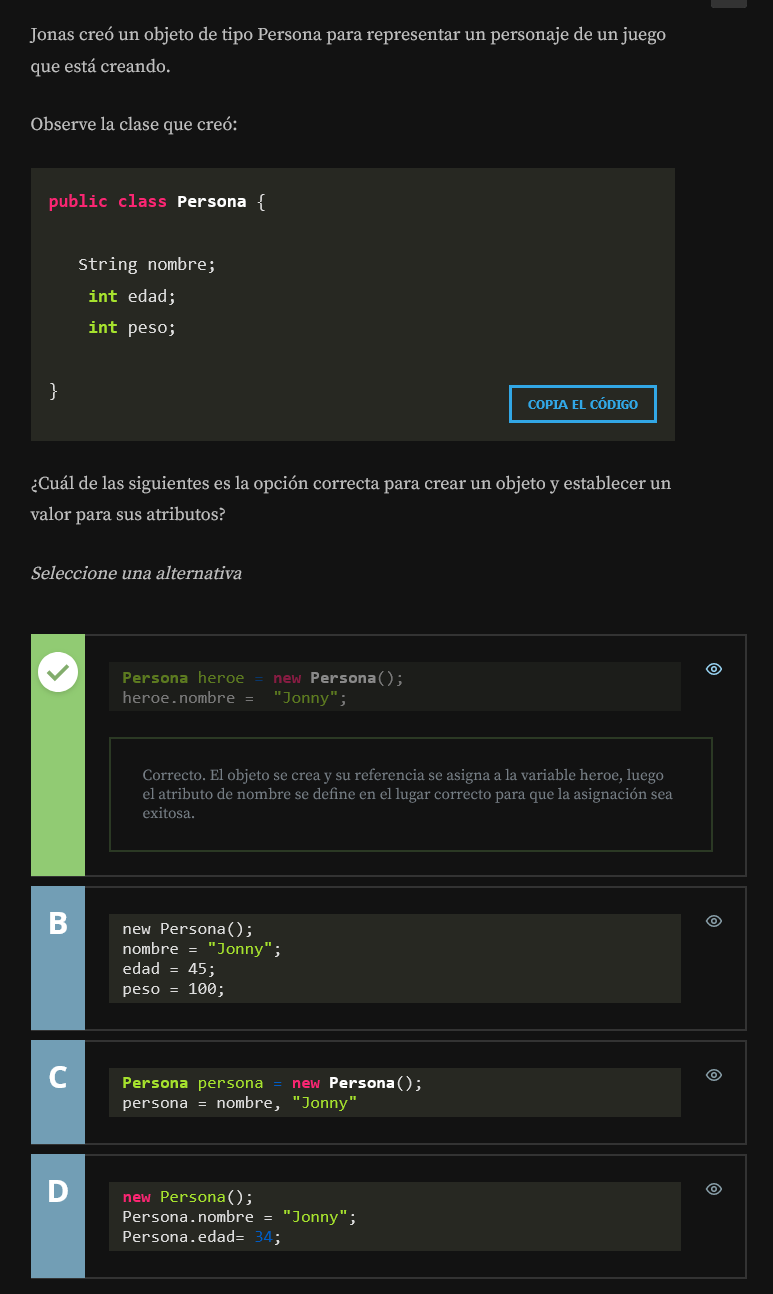 Jonas creó un objeto de tipo Persona para representar un personaje de un juego
que está creando.
Observe la clase que creó:
public class Persona {
String nombre;
int edad;
int peso;
}
COPIA EL CÓDIGO
¿Cuál de las siguientes es la opción correcta para crear un objeto y establecer un
valor para sus atributos?
Seleccione una alternativa
Persona heroe = new Persona();
heroe.nombre =  "Jonny";
Correcto. El objeto se crea y su referencia se asigna a la variable heroe, luego
el atributo de nombre se define en el lugar correcto para que la asignación sea
exitosa.
B
new Persona();
nombre = "Jonny";
edad = 45;
peso = 100;
C
Persona persona = new Persona();
persona = nombre, "Jonny"
D
new Persona();
Persona.nombre = "Jonny";
Persona.edad= 34;